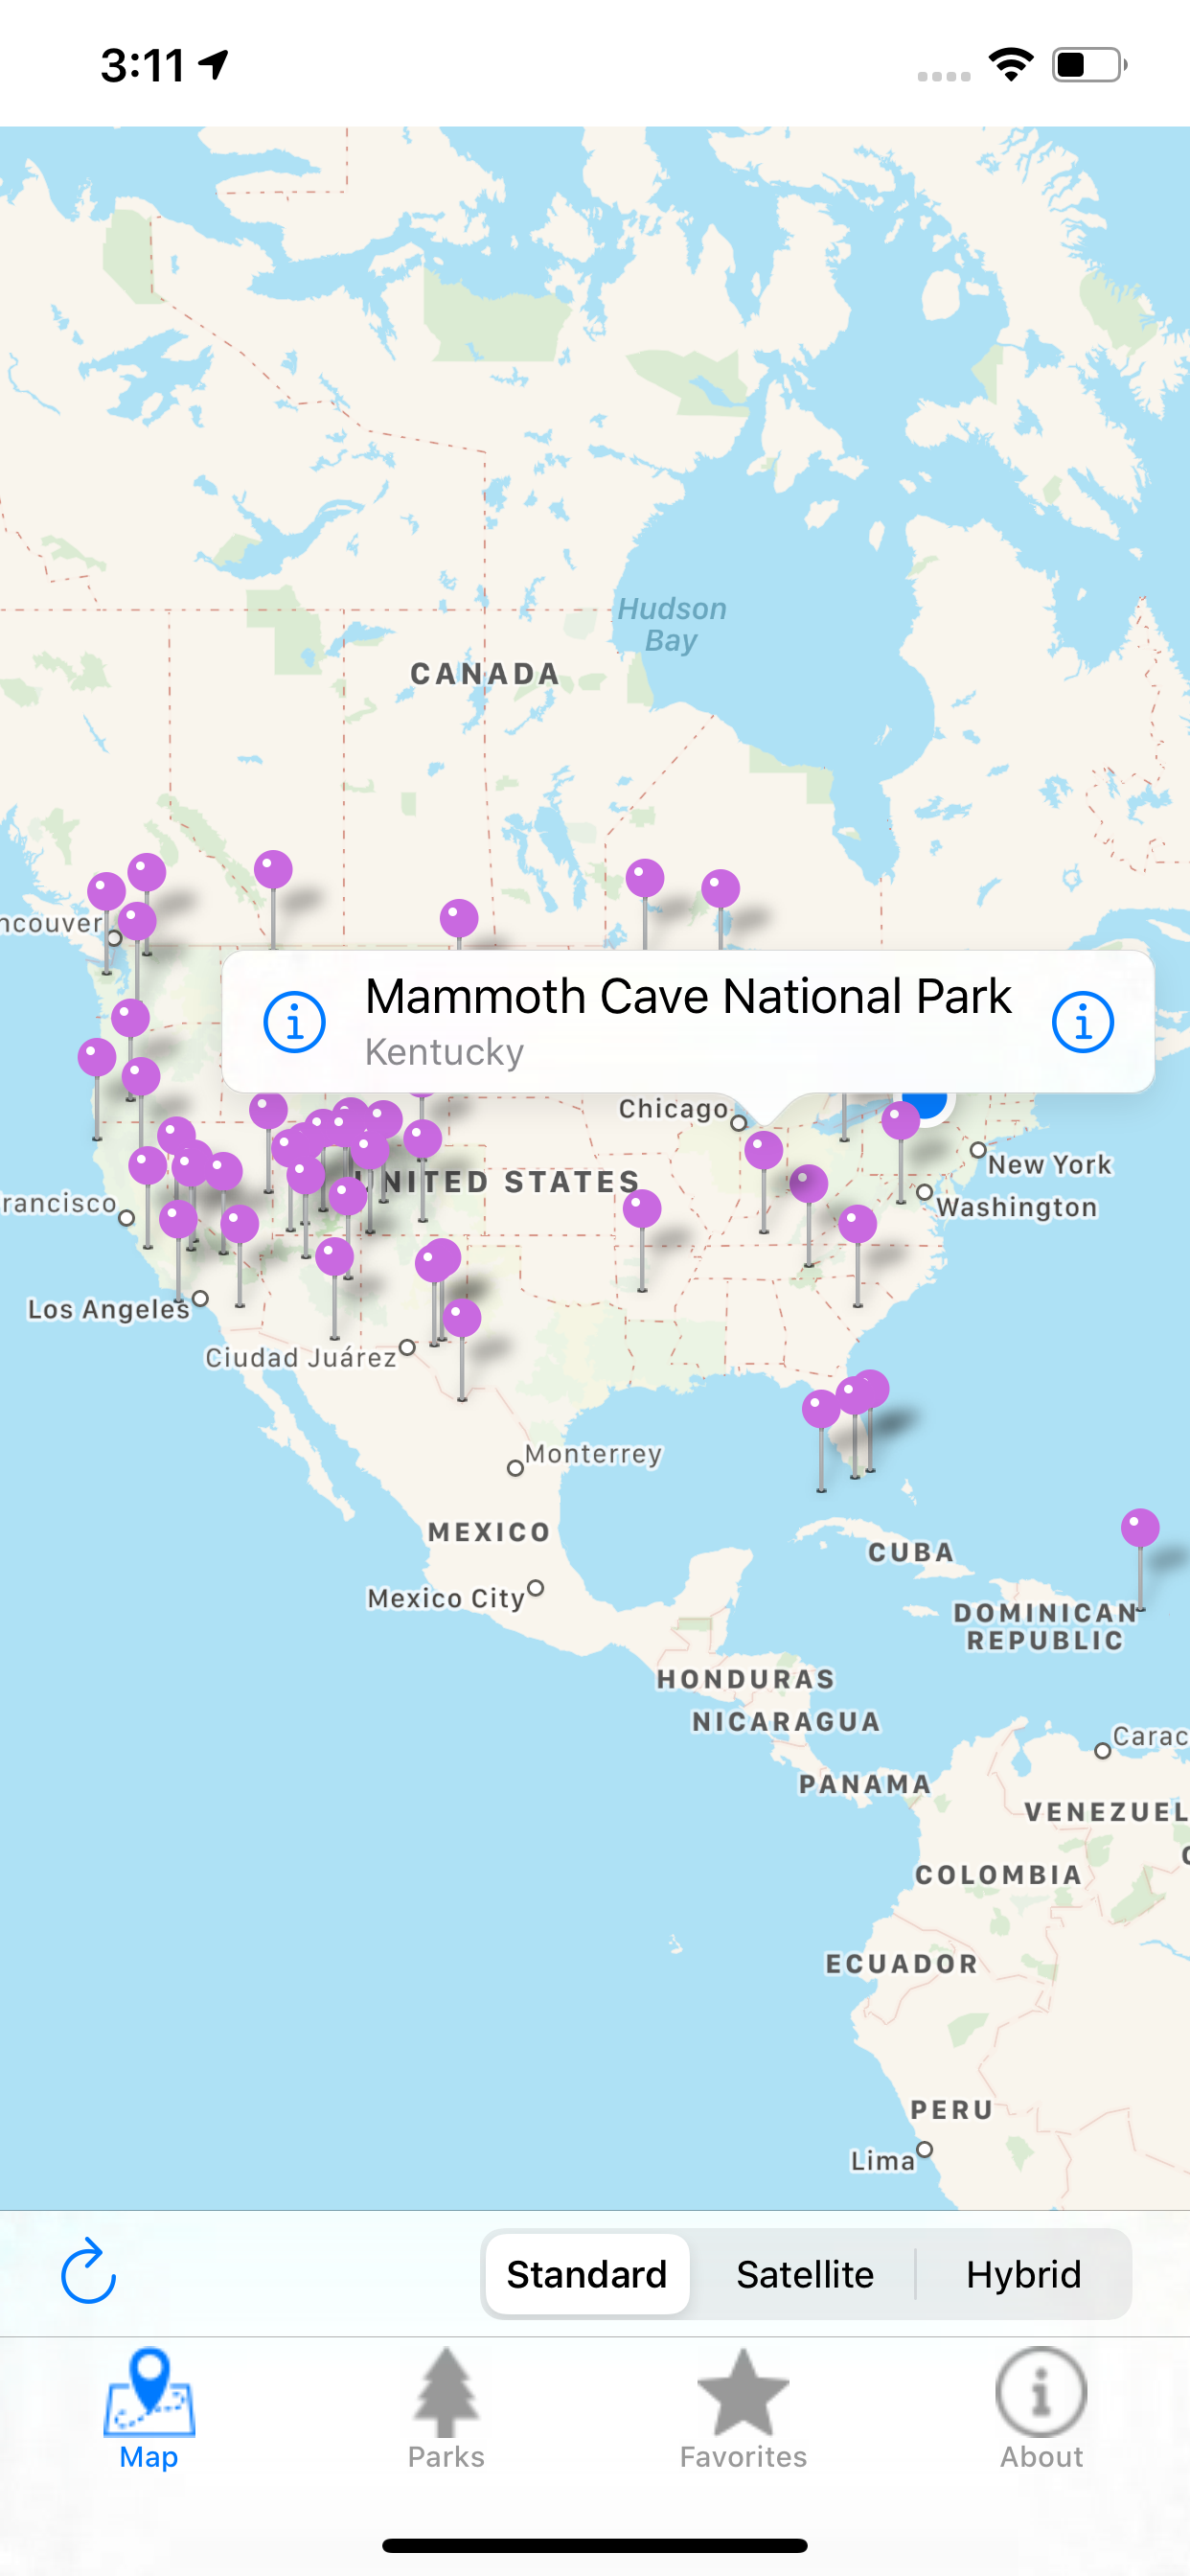 3:11
Hudson
Bay
CANADA
ncouver
Mammoth Cave National Park
Kentucky
Chicago
NITED STATES
New York
Washington
rancisco
Los Angeles
Ciudad Juárez
Monterrey
MEXICO
CUBA
Mexico City
DOMINICAN
REPUBLIC
HONDURAS
NICARAGUA
Carac
PANAMA
VENEZUEL
COLOMBIA
ECUADOR
PERU
Lima
Standard
Satellite
Hybrid
Map
Parks
Favorites
About